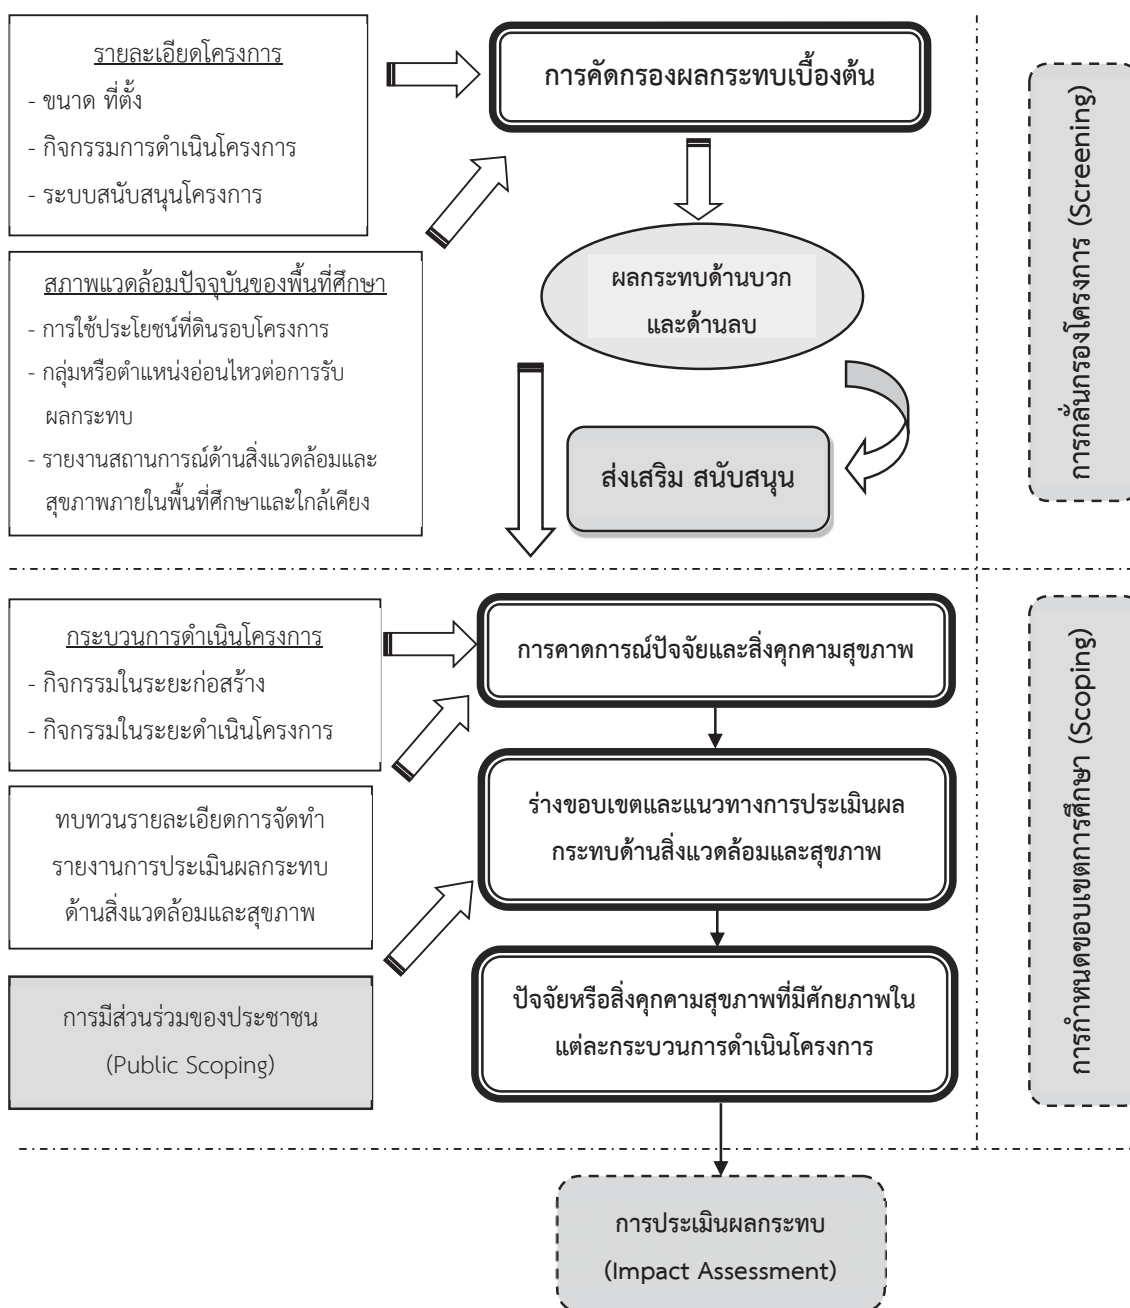 รายละเอียดโครงการ
- ขนาด ที่ตั้ง
- กิจกรรมการดำเนินโครงการ
- ระบบสนับสนุนโครงการ
การคัดกรองผลกระทบเบื้องต้น
สภาพแวดล้อมปัจจุบันของพื้นที่ศึกษา
- การใช้ประโยชน์ที่ดินรอบโครงการ
- กลุ่มหรือตำแหน่งอ่อนไหวต่อการรับ
ผลกระทบ
- รายงานสถานการณ์ด้านสิ่งแวดล้อมและ
สุขภาพภายในพื้นที่ศึกษาและใกล้เคียง
ผลกระทบด้านบวก
และด้านลบ
ส่งเสริม สนับสนุน
การกลั่นกรองโครงการ (Screening)
กระบวนการดำเนินโครงการ
- กิจกรรมในระยะก่อสร้าง
- กิจกรรมในระยะดำเนินโครงการ
การคาดการณ์ปัจจัยและสิ่งคุกคามสุขภาพ
ทบทวนรายละเอียดการจัดทำ
รายงานการประเมินผลกระทบ
ด้านสิ่งแวดล้อมและสุขภาพ
ร่างขอบเขตและแนวทางการประเมินผล
กระทบด้านสิ่งแวดล้อมและสุขภาพ
การมีส่วนร่วมของประชาชน
(Public Scoping)
ปัจจัยหรือสิ่งคุกคามสุขภาพที่มีศักยภาพใน
แต่ละกระบวนการดำเนินโครงการ
การกำหนดขอบเขตการศึกษา (Scoping)
การประเมินผลกระทบ
(Impact Assessment)